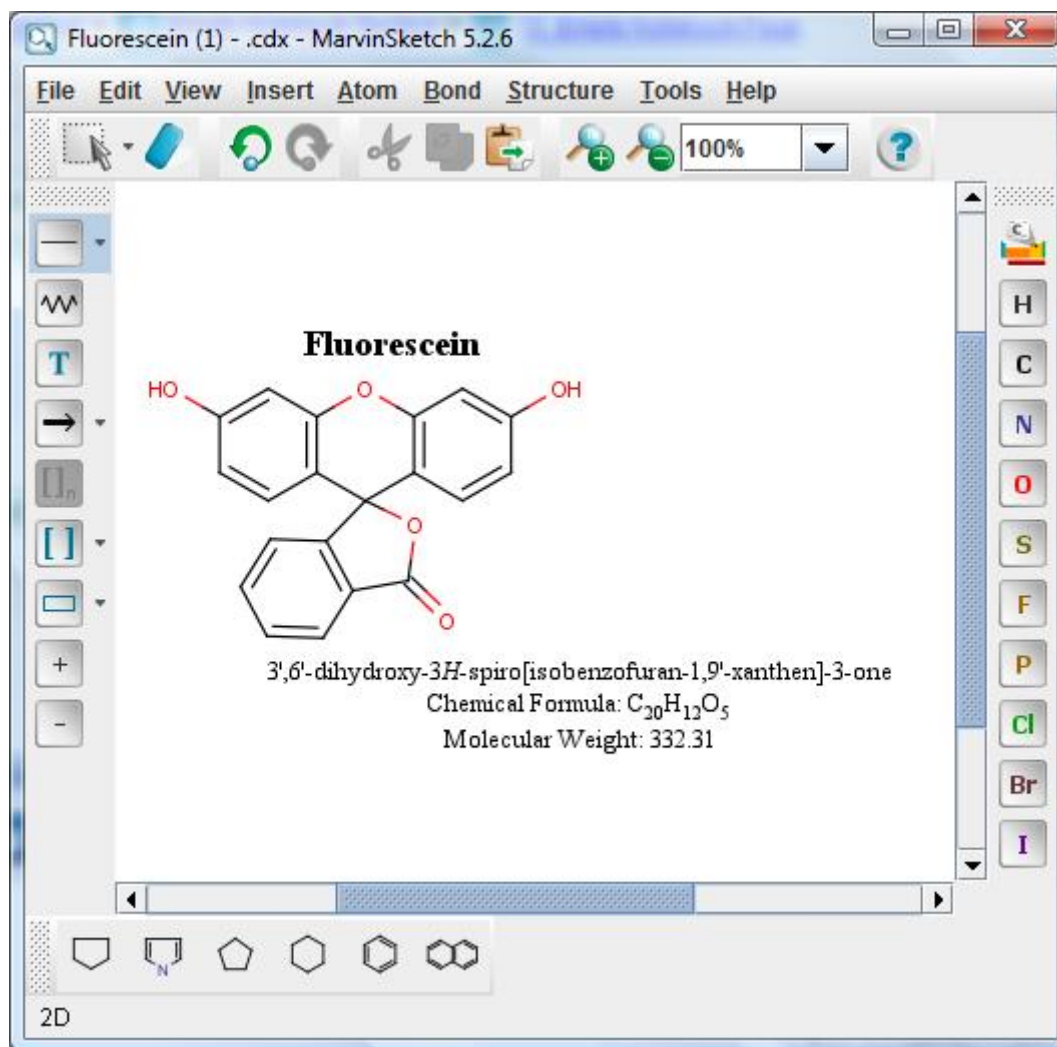 Fluorescein (1) - .cdx - MarvinSketch 5.2.6
File Edit View Insert Atom Bond Structure Tools Help
100%
?
T
[ ]n
[ ]
+
-
Fluorescein
HO
O
OH
O
O
3',6'-dihydroxy-3H-spiro[isobenzofuran-1,9'-xanthen]-3-one
Chemical Formula: C20H12O5
Molecular Weight: 332.31
C
H
C
N
O
S
F
P
Cl
Br
I
N
2D